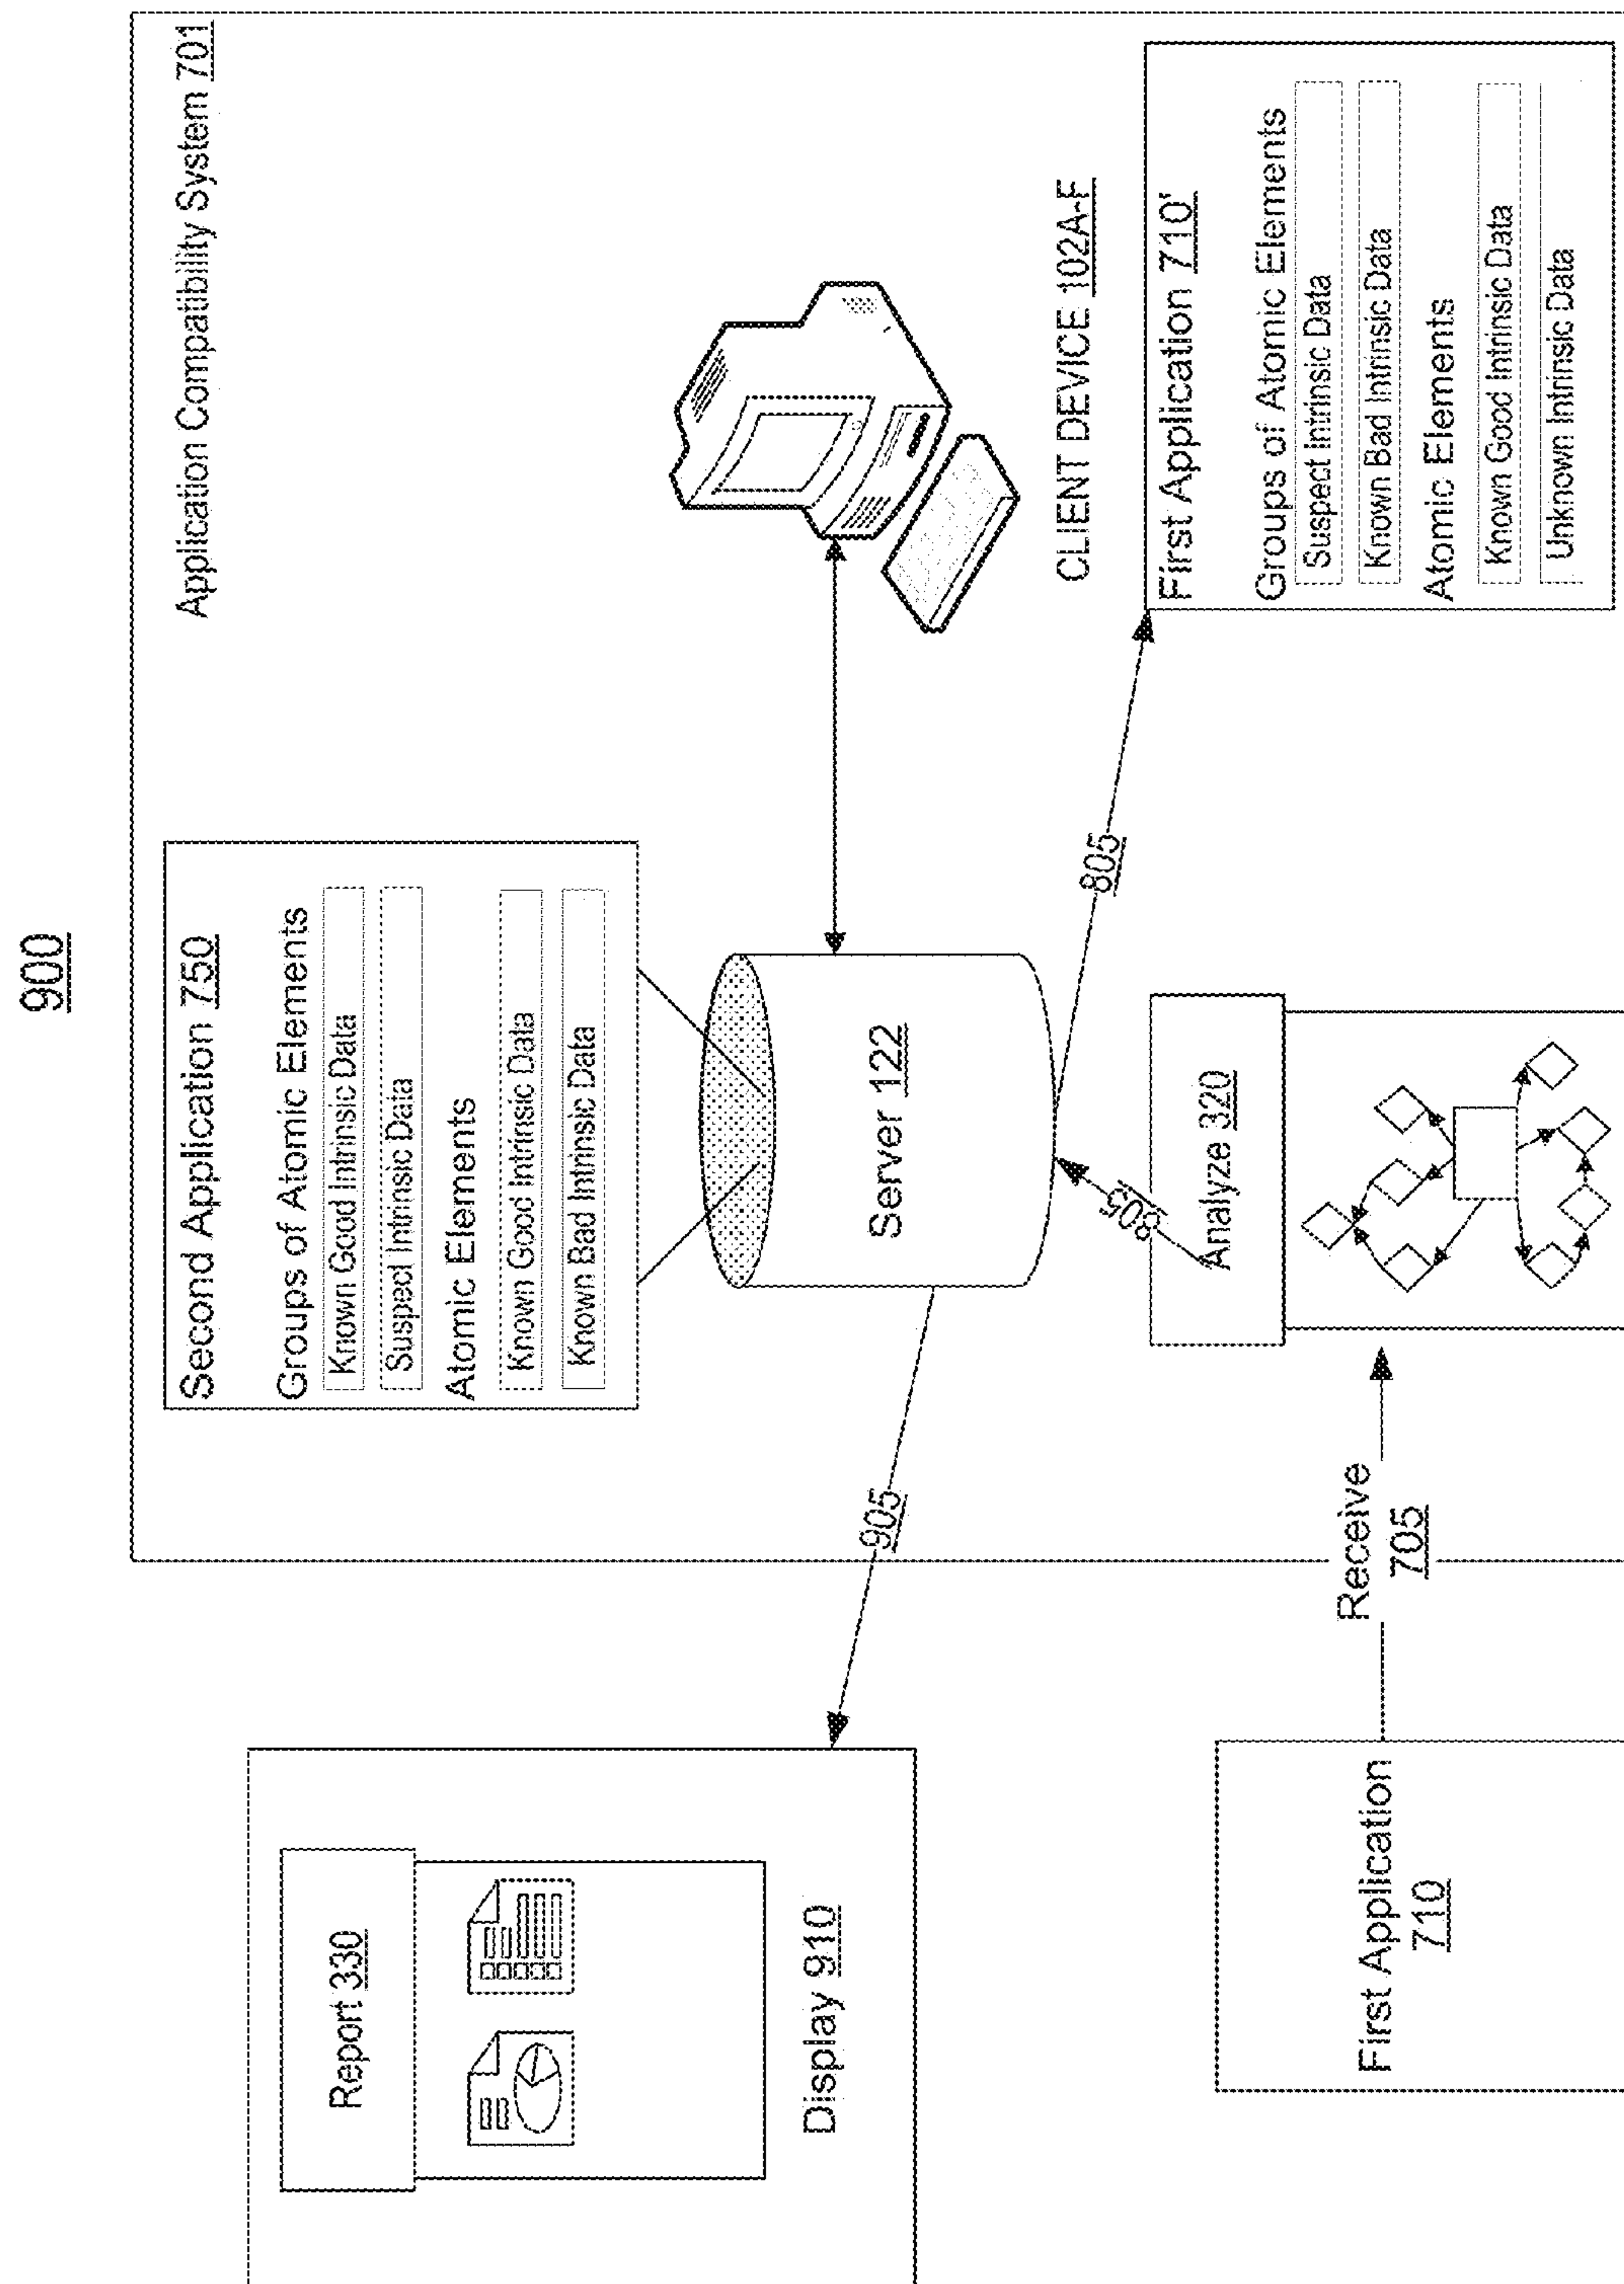 900
Application Compatibility System 701
Second Application 750
Groups of Atomic Elements
Known Good Intrinsic Data
Suspect Intrinsic Data
Atomic Elements
Known Good Intrinsic Data
Known Bad Intrinsic Data
Report 330
Display 910
905
Server 122
CLIENT DEVICE 102A-F
805
805
First Application 710'
Groups of Atomic Elements
Suspect Intrinsic Data
Known Bad Intrinsic Data
Atomic Elements
Known Good Intrinsic Data
Unknown Intrinsic Data
Analyze 320
Receive
705
First Application
710